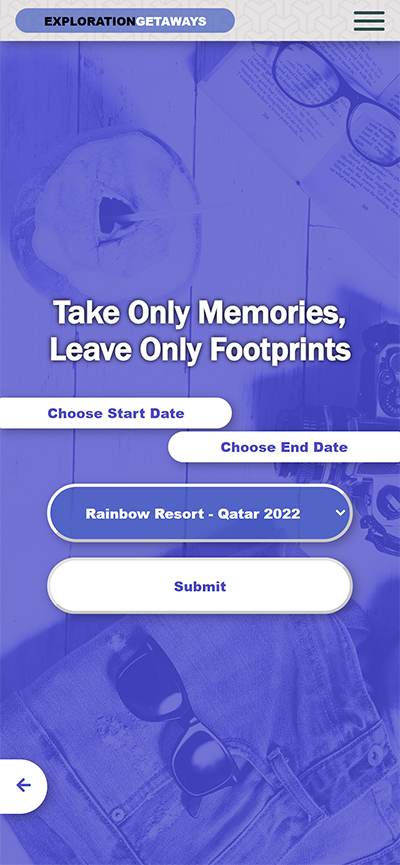 EXPLORATIONGETAWAYS
Take Only Memories,
Leave Only Footprints
Choose Start Date
Choose End Date
Rainbow Resort - Qatar 2022
Submit